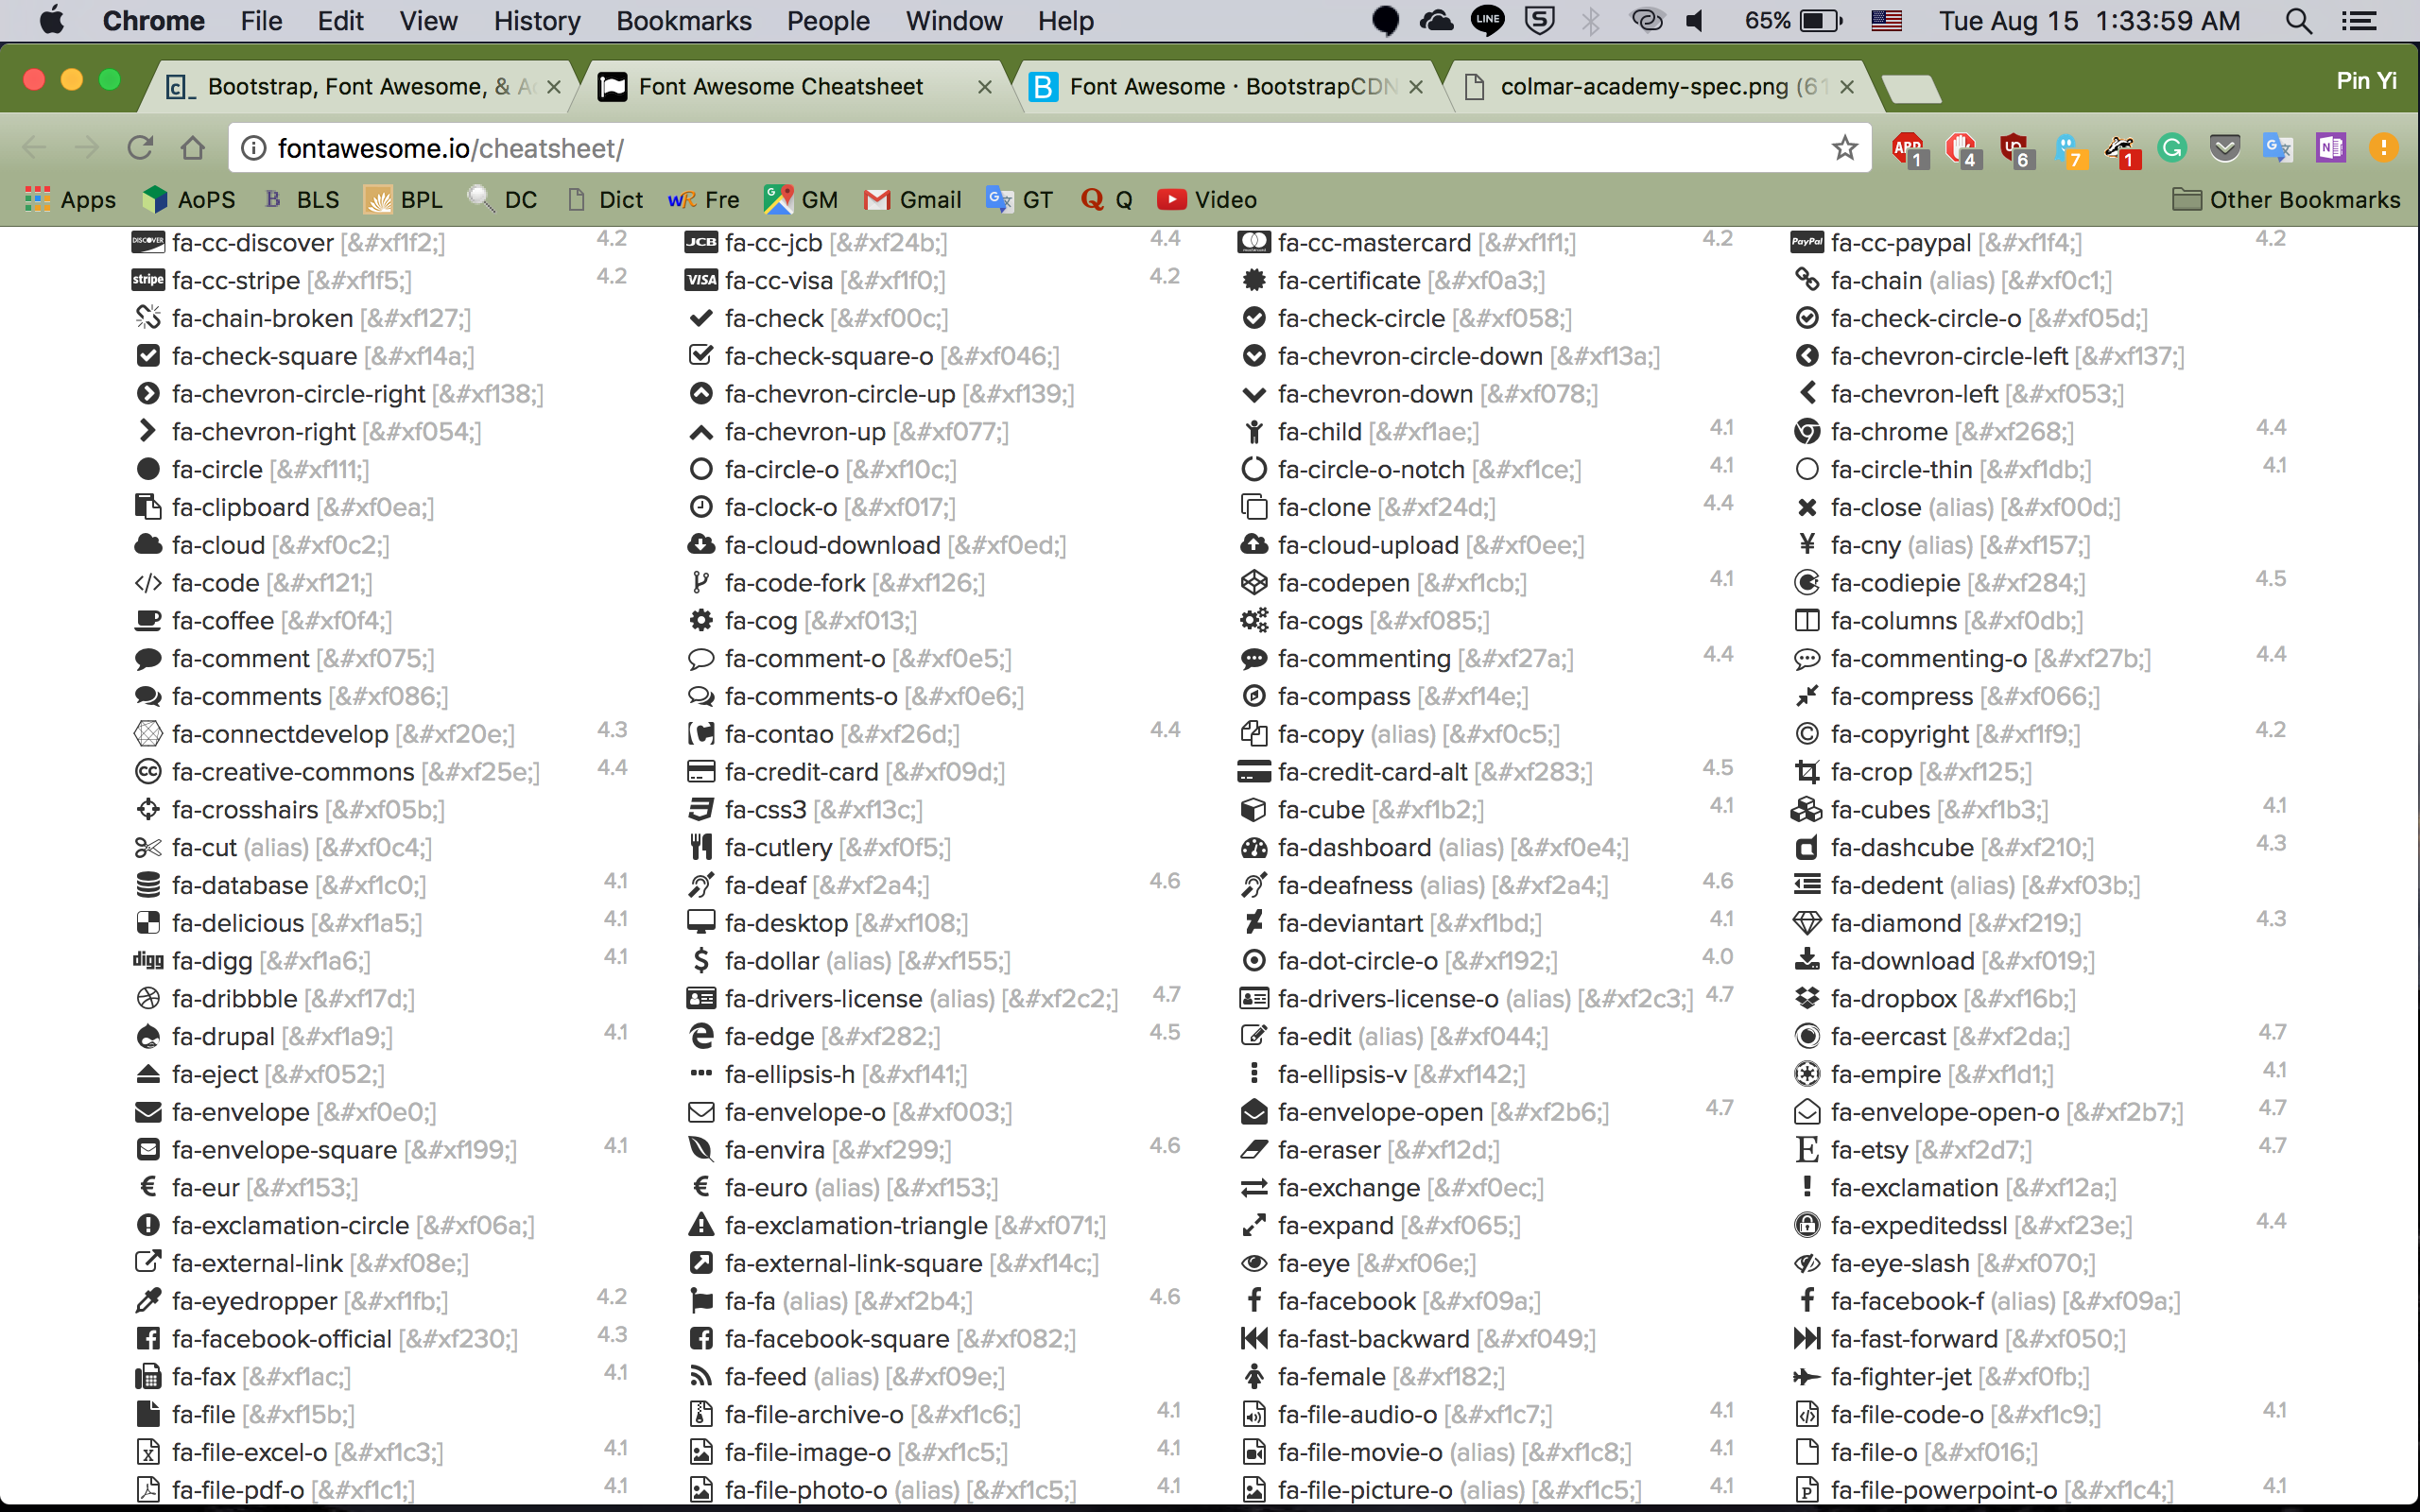 Chrome File Edit View History Bookmarks People Window Help LINE S 65% Tue Aug 15 1:33:59 AM
Bootstrap, Font Awesome, & A Font Awesome Cheatsheet Font Awesome · BootstrapCDN colmar-academy-spec.png (61 Pin Yi
fontawesome.io/cheatsheet/ ABP 1 4 6 7 1
Apps AoPS B BLS BPL DC Dict WR Fre GM Gmail GT Q Q Video Other Bookmarks
DISCOVER fa-cc-discover [&#xf1f2;] 4.2 JCB fa-cc-jcb [&#xf24b;] 4.4 fa-cc-mastercard [&#xf1f1;] 4.2 PayPal fa-cc-paypal [&#xf1f4;] 4.2
stripe fa-cc-stripe [&#xf1f5;] 4.2 VISA fa-cc-visa [&#xf1f0;] 4.2 fa-certificate [&#xf0a3;] fa-chain (alias) [&#xf0c1;]
fa-chain-broken [&#xf127;] fa-check [&#xf00c;] fa-check-circle [&#xf058;] fa-check-circle-o [&#xf05d;]
fa-check-square [&#xf14a;] fa-check-square-o [&#xf046;] fa-chevron-circle-down [&#xf13a;] fa-chevron-circle-left [&#xf137;]
fa-chevron-circle-right [&#xf138;] fa-chevron-circle-up [&#xf139;] fa-chevron-down [&#xf078;] fa-chevron-left [&#xf053;]
fa-chevron-right [&#xf054;] fa-chevron-up [&#xf077;] fa-child [&#xf1ae;] 4.1 fa-chrome [&#xf268;] 4.4
fa-circle [&#xf111;] fa-circle-o [&#xf10c;] fa-circle-o-notch [&#xf1ce;] 4.1 fa-circle-thin [&#xf1db;] 4.1
fa-clipboard [&#xf0ea;] fa-clock-o [&#xf017;] fa-clone [&#xf24d;] 4.4 fa-close (alias) [&#xf00d;]
fa-cloud [&#xf0c2;] fa-cloud-download [&#xf0ed;] fa-cloud-upload [&#xf0ee;] fa-cny (alias) [&#xf157;]
fa-code [&#xf121;] fa-code-fork [&#xf126;] fa-codepen [&#xf1cb;] 4.1 fa-codiepie [&#xf284;] 4.5
fa-coffee [&#xf0f4;] fa-cog [&#xf013;] fa-cogs [&#xf085;] fa-columns [&#xf0db;]
fa-comment [&#xf075;] fa-comment-o [&#xf0e5;] fa-commenting [&#xf27a;] 4.4 fa-commenting-o [&#xf27b;] 4.4
fa-comments [&#xf086;] fa-comments-o [&#xf0e6;] fa-compass [&#xf14e;] fa-compress [&#xf066;]
fa-connectdevelop [&#xf20e;] 4.3 fa-contao [&#xf26d;] 4.4 fa-copy (alias) [&#xf0c5;] fa-copyright [&#xf1f9;] 4.2
fa-creative-commons [&#xf25e;] 4.4 fa-credit-card [&#xf09d;] fa-credit-card-alt [&#xf283;] 4.5 fa-crop [&#xf125;]
fa-crosshairs [&#xf05b;] fa-css3 [&#xf13c;] fa-cube [&#xf1b2;] 4.1 fa-cubes [&#xf1b3;] 4.1
fa-cut (alias) [&#xf0c4;] fa-cutlery [&#xf0f5;] fa-dashboard (alias) [&#xf0e4;] fa-dashcube [&#xf210;] 4.3
fa-database [&#xf1c0;] 4.1 fa-deaf [&#xf2a4;] 4.6 fa-deafness (alias) [&#xf2a4;] 4.6 fa-dedent (alias) [&#xf03b;]
fa-delicious [&#xf1a5;] 4.1 fa-desktop [&#xf108;] fa-deviantart [&#xf1bd;] 4.1 fa-diamond [&#xf219;] 4.3
digg fa-digg [&#xf1a6;] 4.1 fa-dollar (alias) [&#xf155;] fa-dot-circle-o [&#xf192;] 4.0 fa-download [&#xf019;]
fa-dribbble [&#xf17d;] fa-drivers-license (alias) [&#xf2c2;] 4.7 fa-drivers-license-o (alias) [&#xf2c3;] 4.7 fa-dropbox [&#xf16b;]
fa-drupal [&#xf1a9;] 4.1 fa-edge [&#xf282;] 4.5 fa-edit (alias) [&#xf044;] fa-eercast [&#xf2da;] 4.7
fa-eject [&#xf052;] fa-ellipsis-h [&#xf141;] fa-ellipsis-v [&#xf142;] fa-empire [&#xf1d1;] 4.1
fa-envelope [&#xf0e0;] fa-envelope-o [&#xf003;] fa-envelope-open [&#xf2b6;] 4.7 fa-envelope-open-o [&#xf2b7;] 4.7
fa-envelope-square [&#xf199;] 4.1 fa-envira [&#xf299;] 4.6 fa-eraser [&#xf12d;] fa-etsy [&#xf2d7;] 4.7
fa-eur [&#xf153;] fa-euro (alias) [&#xf153;] fa-exchange [&#xf0ec;] fa-exclamation [&#xf12a;]
fa-exclamation-circle [&#xf06a;] fa-exclamation-triangle [&#xf071;] fa-expand [&#xf065;] fa-expeditedssl [&#xf23e;] 4.4
fa-external-link [&#xf08e;] fa-external-link-square [&#xf14c;] fa-eye [&#xf06e;] fa-eye-slash [&#xf070;]
fa-eyedropper [&#xf1fb;] 4.2 fa-fa (alias) [&#xf2b4;] 4.6 fa-facebook [&#xf09a;] fa-facebook-f (alias) [&#xf09a;]
fa-facebook-official [&#xf230;] 4.3 fa-facebook-square [&#xf082;] fa-fast-backward [&#xf049;] fa-fast-forward [&#xf050;]
fa-fax [&#xf1ac;] 4.1 fa-feed (alias) [&#xf09e;] fa-female [&#xf182;] fa-fighter-jet [&#xf0fb;]
fa-file [&#xf15b;] fa-file-archive-o [&#xf1c6;] 4.1 fa-file-audio-o [&#xf1c7;] 4.1 fa-file-code-o [&#xf1c9;] 4.1
fa-file-excel-o [&#xf1c3;] 4.1 fa-file-image-o [&#xf1c5;] 4.1 fa-file-movie-o (alias) [&#xf1c8;] 4.1 fa-file-o [&#xf016;]
fa-file-pdf-o [&#xf1c1;] 4.1 fa-file-photo-o (alias) [&#xf1c5;] 4.1 fa-file-picture-o (alias) [&#xf1c5;] 4.1 fa-file-powerpoint-o [&#xf1c4;] 4.1